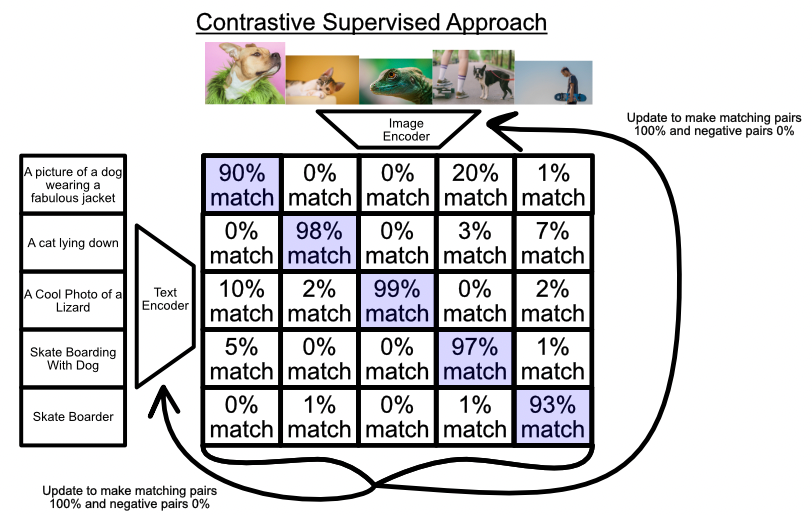 Contrastive Supervised Approach
Image
Encoder
Update to make matching pairs
100% and negative pairs 0%
A picture of a dog
wearing a
fabulous jacket
90%
match
0%
match
0%
match
20%
match
1%
match
A cat lying down
0%
match
98%
match
0%
match
3%
match
7%
match
Text
Encoder
A Cool Photo of a
Lizard
10%
match
2%
match
99%
match
0%
match
2%
match
Skate Boarding
With Dog
5%
match
0%
match
0%
match
97%
match
1%
match
Skate Boarder
0%
match
1%
match
0%
match
1%
match
93%
match
Update to make matching pairs
100% and negative pairs 0%